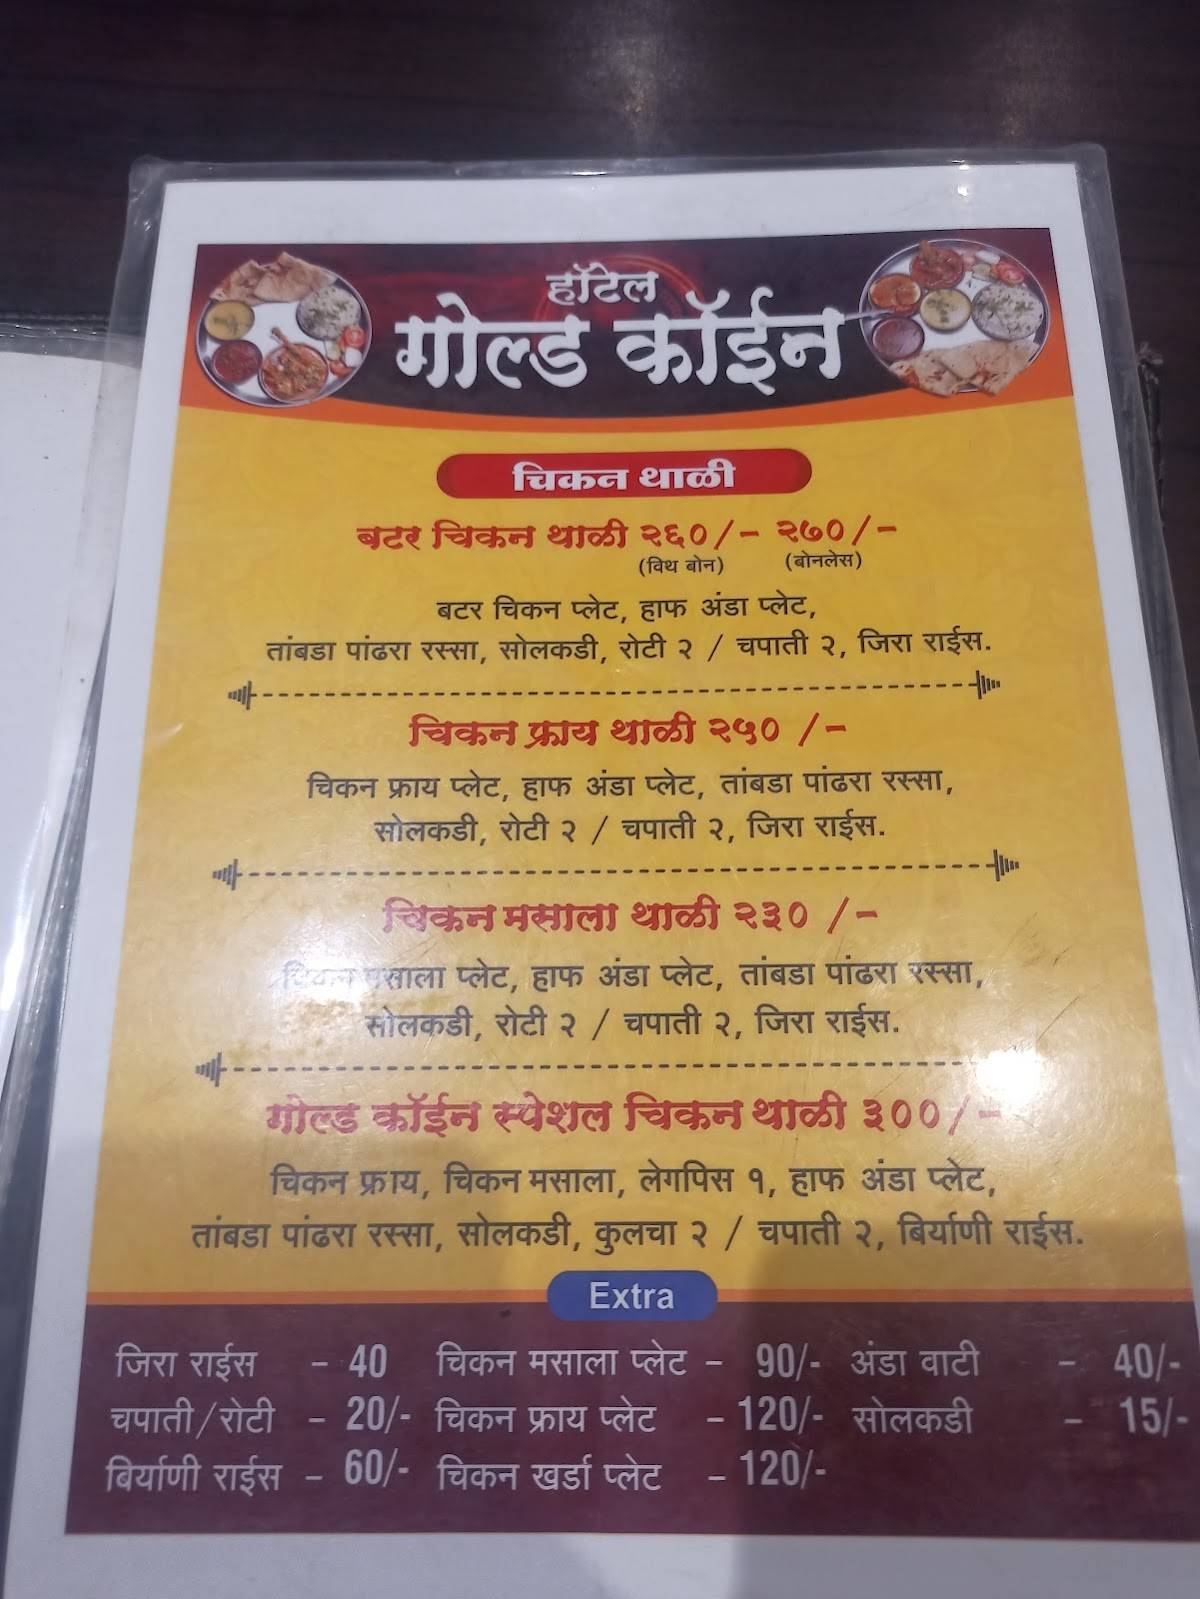 हॉटेल
गोल्ड कॉईन
चिकन थाळी
बटर चिकन थाळी २६०/- २७०/-
(विथ बोन) (बोनलेस)
बटर चिकन प्लेट, हाफ अंडा प्लेट,
तांबडा पांढरा रस्सा, सोलकडी, रोटी २ / चपाती २, जिरा राईस.
चिकन फ्राय थाळी २५० /-
चिकन फ्राय प्लेट, हाफ अंडा प्लेट, तांबडा पांढरा रस्सा,
सोलकडी, रोटी २ / चपाती २, जिरा राईस.
चिकन मसाला थाळी २३० /-
चिकन मसाला प्लेट, हाफ अंडा प्लेट, तांबडा पांढरा रस्सा,
सोलकडी, रोटी २ / चपाती २, जिरा राईस.
गोल्ड कॉईन स्पेशल चिकन थाळी ३००/-
चिकन फ्राय, चिकन मसाला, लेगपिस १, हाफ अंडा प्लेट,
तांबडा पांढरा रस्सा, सोलकडी, कुलचा २ / चपाती २, बिर्याणी राईस.
Extra
जिरा राईस - 40 चिकन मसाला प्लेट - 90/- अंडा वाटी - 40/-
चपाती/रोटी - 20/- चिकन फ्राय प्लेट - 120/- सोलकडी - 15/-
बिर्याणी राईस - 60/- चिकन खर्डा प्लेट - 120/-